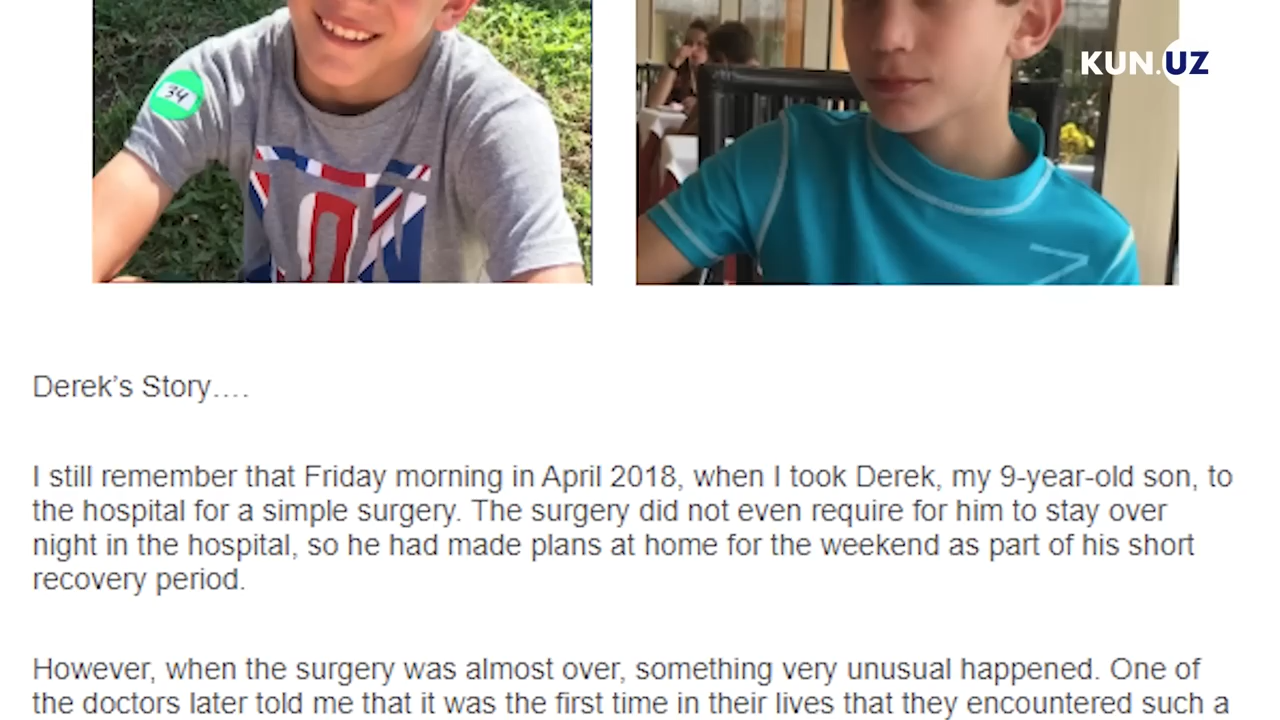 KUN.UZ
34
Derek’s Story….
I still remember that Friday morning in April 2018, when I took Derek, my 9-year-old son, to
the hospital for a simple surgery. The surgery did not even require for him to stay over
night in the hospital, so he had made plans at home for the weekend as part of his short
recovery period.
However, when the surgery was almost over, something very unusual happened. One of
the doctors later told me that it was the first time in their lives that they encountered such a